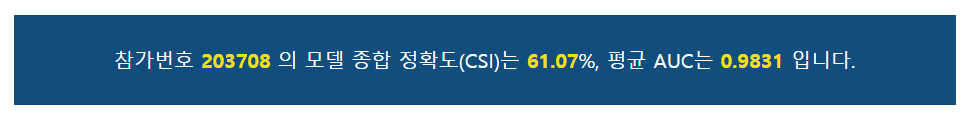 참가번호 203708 의 모델 종합 정확도(CSI)는 61.07%, 평균 AUC는 0.9831 입니다.